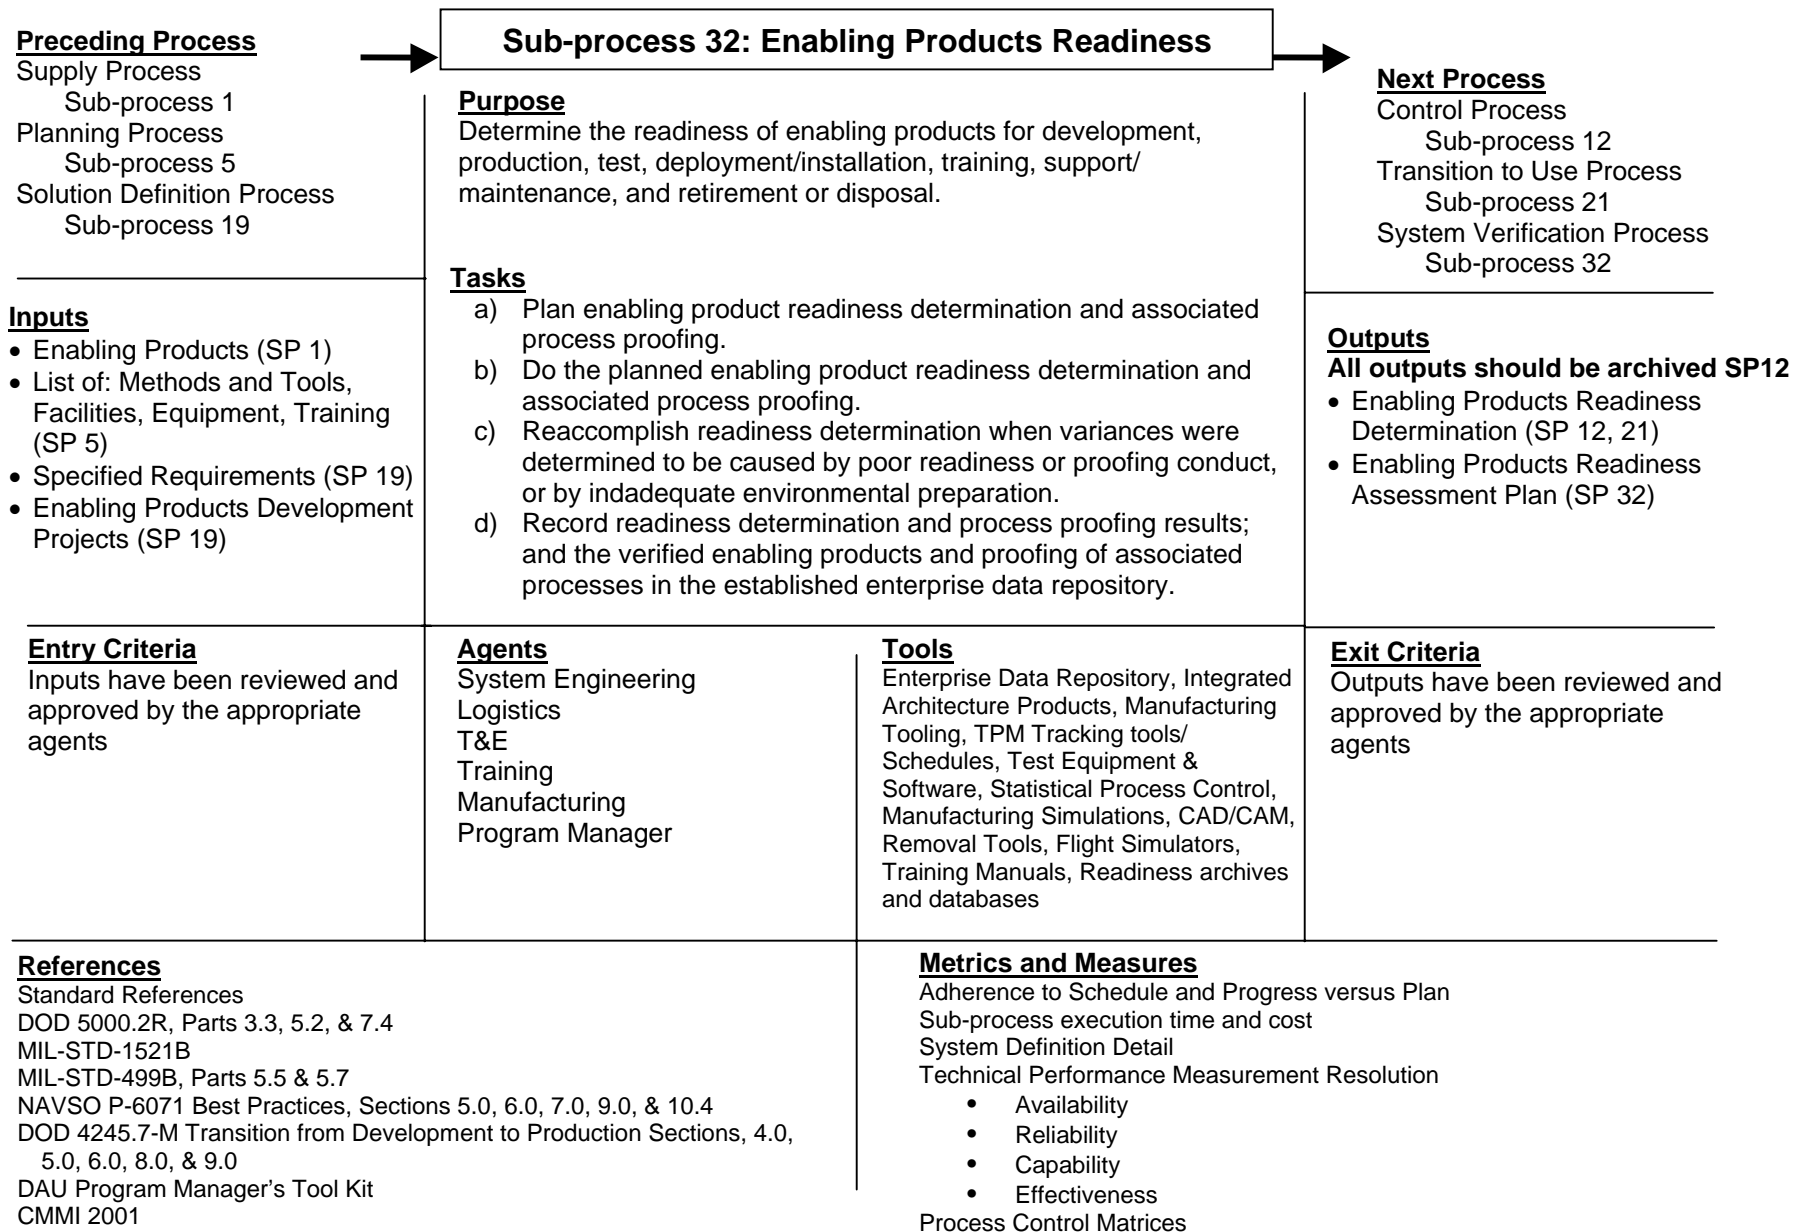 Sub-process 32: Enabling Products Readiness
Preceding Process
Supply Process
Sub-process 1
Planning Process
Sub-process 5
Solution Definition Process
Sub-process 19
Purpose
Determine the readiness of enabling products for development,
production, test, deployment/installation, training, support/
maintenance, and retirement or disposal.
Next Process
Control Process
Sub-process 12
Transition to Use Process
Sub-process 21
System Verification Process
Sub-process 32
Inputs
• Enabling Products (SP 1)
• List of: Methods and Tools,
Facilities, Equipment, Training
(SP 5)
• Specified Requirements (SP 19)
• Enabling Products Development
Projects (SP 19)
Tasks
a) Plan enabling product readiness determination and associated
process proofing.
b) Do the planned enabling product readiness determination and
associated process proofing.
c) Reaccomplish readiness determination when variances were
determined to be caused by poor readiness or proofing conduct,
or by indadequate environmental preparation.
d) Record readiness determination and process proofing results;
and the verified enabling products and proofing of associated
processes in the established enterprise data repository.
Outputs
All outputs should be archived SP12
• Enabling Products Readiness
Determination (SP 12, 21)
• Enabling Products Readiness
Assessment Plan (SP 32)
Entry Criteria
Inputs have been reviewed and
approved by the appropriate
agents
Agents
System Engineering
Logistics
T&E
Training
Manufacturing
Program Manager
Tools
Enterprise Data Repository, Integrated
Architecture Products, Manufacturing
Tooling, TPM Tracking tools/
Schedules, Test Equipment &
Software, Statistical Process Control,
Manufacturing Simulations, CAD/CAM,
Removal Tools, Flight Simulators,
Training Manuals, Readiness archives
and databases
Exit Criteria
Outputs have been reviewed and
approved by the appropriate
agents
References
Standard References
DOD 5000.2R, Parts 3.3, 5.2, & 7.4
MIL-STD-1521B
MIL-STD-499B, Parts 5.5 & 5.7
NAVSO P-6071 Best Practices, Sections 5.0, 6.0, 7.0, 9.0, & 10.4
DOD 4245.7-M Transition from Development to Production Sections, 4.0,
5.0, 6.0, 8.0, & 9.0
DAU Program Manager's Tool Kit
CMMI 2001
Metrics and Measures
Adherence to Schedule and Progress versus Plan
Sub-process execution time and cost
System Definition Detail
Technical Performance Measurement Resolution
• Availability
• Reliability
• Capability
• Effectiveness
Process Control Matrices